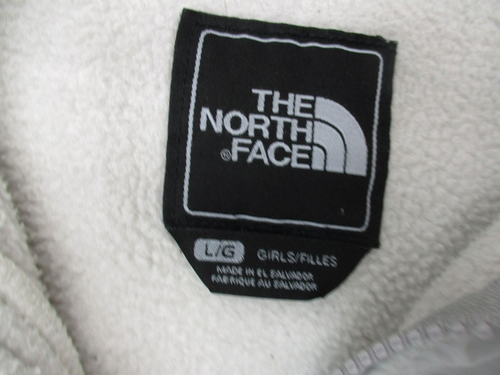 THE
NORTH
®FACE
L/G GIRLS/FILLES
MADE IN EL SALVADOR
FABRIQUE AU SALVADOR